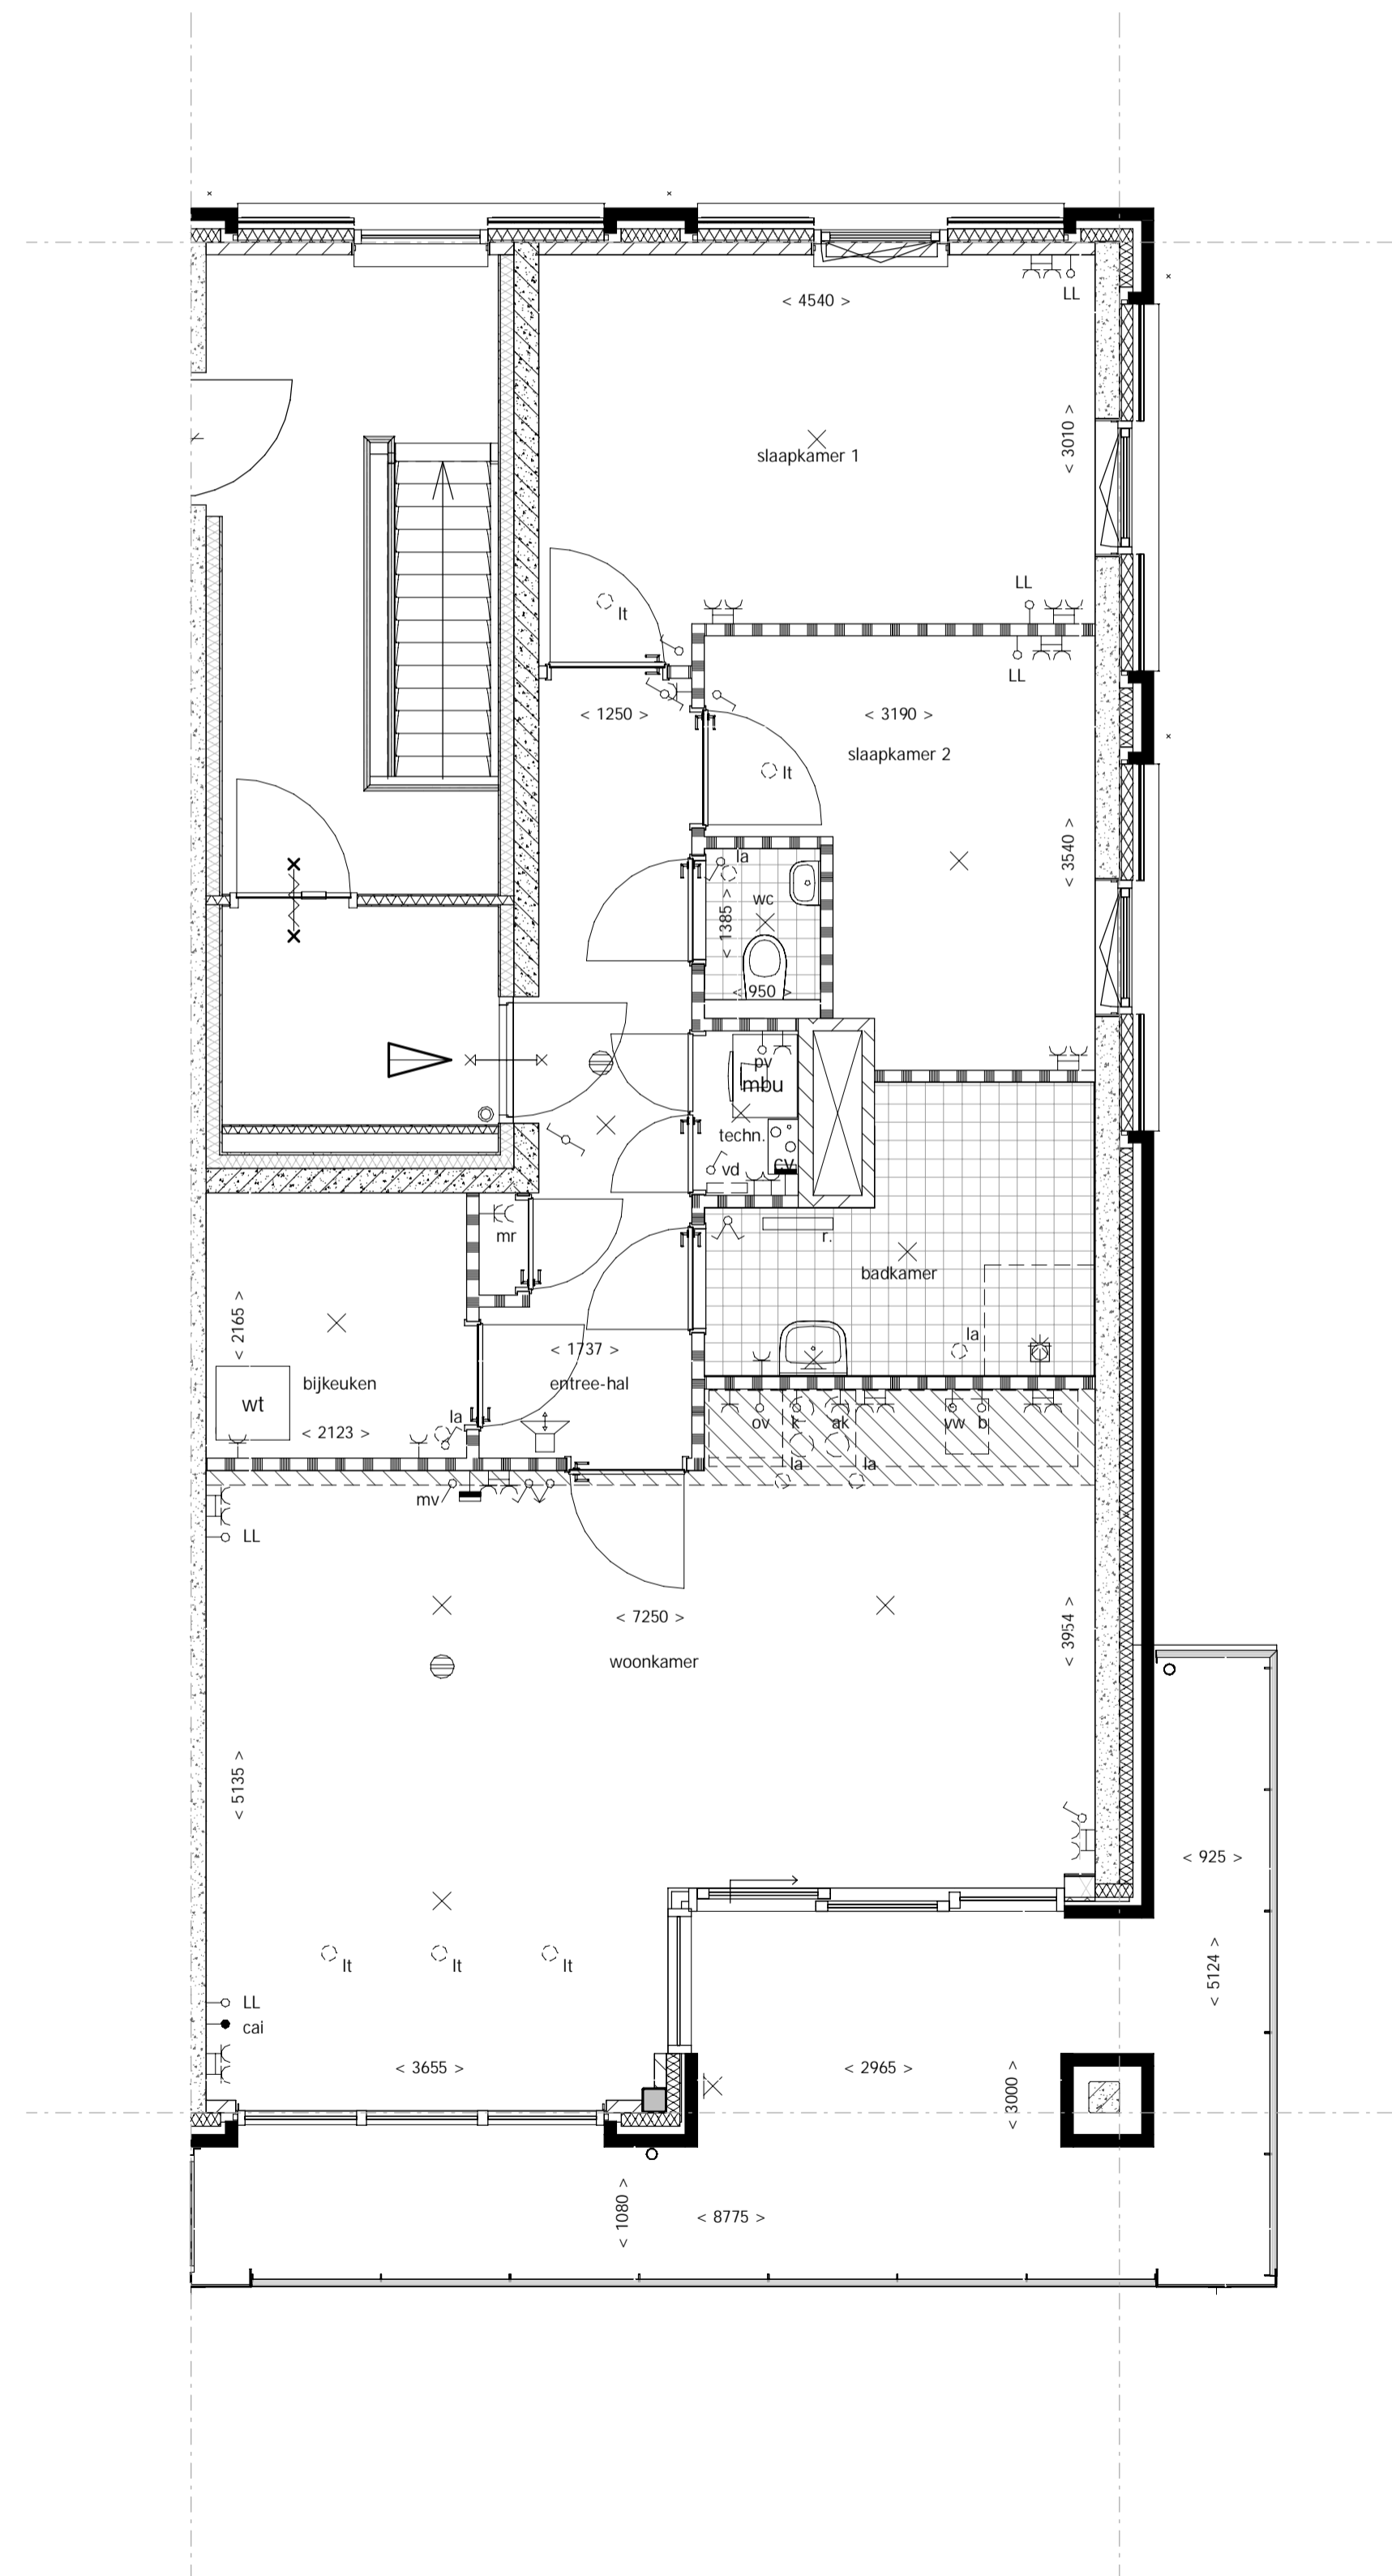 < 4540 >
LL
< 3010 >
slaapkamer 1
LL
lt
LL
< 1250 >
< 3190 >
slaapkamer 2
lt
< 3540 >
la
wc
< 1385 >
< 950 >
pv
mbu
techn.
cv
vd
mr
r.
badkamer
< 2165 >
la
< 1737 >
bijkeuken
entree-hal
wt
la
ov
k
ak
vw
b
< 2123 >
la
la
mv
LL
< 7250 >
< 3954 >
woonkamer
< 5135 >
< 925 >
lt
lt
lt
< 5124 >
LL
cai
< 3655 >
< 2965 >
< 3000 >
< 1080 >
< 8775 >